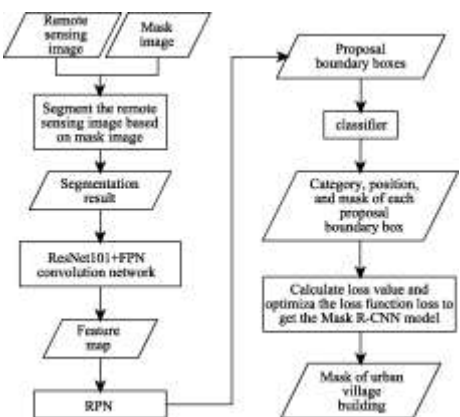 Remote
sensing
image
Mask
image
Segment the remote
sensing image based
on mask image
Segmentation
result
ResNet101+FPN
convolution network
Feature
map
RPN
Proposal
boundary boxes
classifier
Category, position,
and mask of each
proposal boundary
box
Calculate loss value and
optimiza the loss function loss to
get the Mask R-CNN model
Mask of urban
village
building